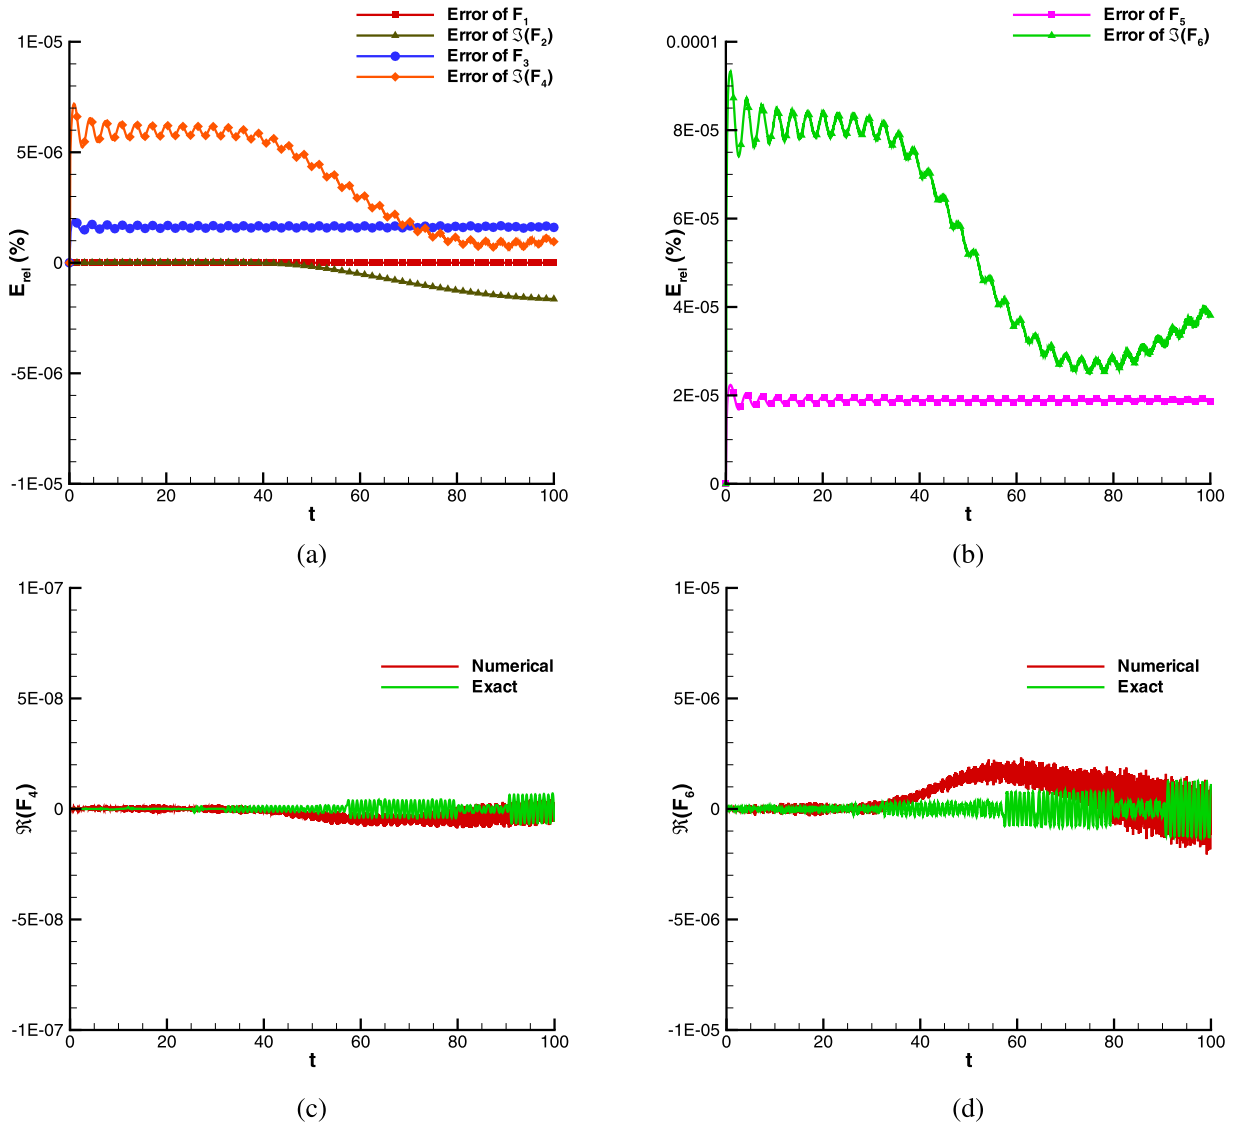 Error of F1
Error of ℑ(F2)
Error of F3
Error of ℑ(F4)
1E-05
5E-06
0
-5E-06
-1E-05
Erel (%)
0 20 40 60 80 100
t
(a)
Error of F5
Error of ℑ(F6)
0.0001
8E-05
6E-05
4E-05
2E-05
0
Erel (%)
0 20 40 60 80 100
t
(b)
1E-07
5E-08
0
-5E-08
-1E-07
ℜ(F4)
Numerical
Exact
0 20 40 60 80 100
t
(c)
1E-05
5E-06
0
-5E-06
-1E-05
ℜ(F6)
Numerical
Exact
0 20 40 60 80 100
t
(d)